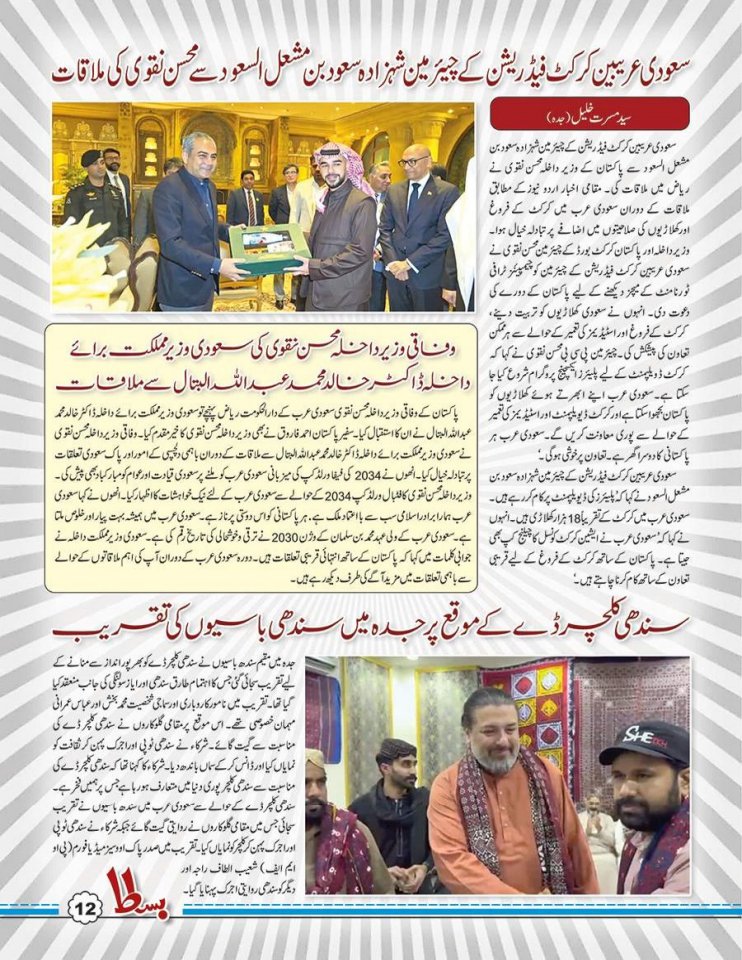 سعودی عریبین کرکٹ فیڈریشن کے چیئرمین شہزادہ سعود بن مشعل السعود سے محسن نقوی کی ملاقات
سید مسرت خلیل (جدہ)
سعودی عریبین کرکٹ فیڈریشن کے چیئرمین شہزادہ سعود بن
مشعل السعود سے پاکستان کے وزیر داخلہ محسن نقوی نے
ریاض میں ملاقات کی۔ مقامی اخبار اردو نیوز کے مطابق
ملاقات کے دوران سعودی عرب میں کرکٹ کے فروغ
اور کھلاڑیوں کی صلاحیتوں میں اضافے پر تبادلہ خیال ہوا۔
وزیر داخلہ اور پاکستان کرکٹ بورڈ کے چیئرمین محسن نقوی نے
سعودی عریبین کرکٹ فیڈریشن کے چیئرمین کو چیمپئنز ٹرافی
ٹورنامنٹ کے میچز دیکھنے کے لیے پاکستان کے دورے کی
دعوت دی۔ انہوں نے سعودی کھلاڑیوں کو تربیت دینے،
کرکٹ کے فروغ اور اسٹیڈیمز کی تعمیر کے حوالے سے ہر ممکن
تعاون کی پیشکش کی۔ چیئرمین پی سی بی محسن نقوی نے کہا کہ
کرکٹ ڈویلپمنٹ کے لیے پلیئرز ایکسچینج پروگرام شروع کیا جا
سکتا ہے۔ سعودی عرب اپنے ابھرتے ہوئے کھلاڑیوں کو
پاکستان بھجوا سکتا ہے اور کرکٹ ڈویلپمنٹ اور اسٹیڈیمز کی تعمیر
کے حوالے سے پوری معاونت کریں گے۔ سعودی عرب ہر
پاکستانی کا دوسرا گھر ہے۔ تعاون پر خوشی ہوگی۔'
سعودی عریبین کرکٹ فیڈریشن کے چیئرمین شہزادہ سعود بن
مشعل السعود نے کہا کہ 'پلیئرز کی ڈویلپمنٹ پر کام کر رہے ہیں۔
سعودی عرب میں کرکٹ کے تقریباً 18 ہزار کھلاڑی ہیں۔' انہوں
نے کہا کہ 'سعودی عرب نے ایشین کرکٹ کونسل کا چیلنج کپ بھی
جیتا ہے۔ پاکستان کے ساتھ کرکٹ کے فروغ کے لیے قریبی
تعاون کے ساتھ کام کرنا چاہتے ہیں۔'
وفاقی وزیر داخلہ محسن نقوی کی سعودی وزیر مملکت برائے
داخلہ ڈاکٹر خالد محمد عبداللہ البتال سے ملاقات
پاکستان کے وفاقی وزیر داخلہ محسن نقوی سعودی عرب کے دارالحکومت ریاض پہنچے تو سعودی وزیر مملکت برائے داخلہ ڈاکٹر خالد محمد
عبداللہ البتال نے ان کا استقبال کیا۔ سفیر پاکستان احمد فاروق نے بھی وزیر داخلہ محسن نقوی کا خیر مقدم کیا۔ وفاقی وزیر داخلہ محسن نقوی
نے سعودی وزیر مملکت برائے داخلہ ڈاکٹر خالد محمد عبداللہ البتال سے ملاقات کے دوران باہمی دلچسپی کے امور اور پاک سعودی تعلقات
پر تبادلہ خیال کیا۔ انھوں نے 2034 کی فیفا ورلڈ کپ کی میزبانی سعودی عرب کو ملنے پر سعودی قیادت اور عوام کو مبارکباد بھی پیش کی۔
وزیر داخلہ محسن نقوی کا فٹبال ورلڈ کپ 2034 کے حوالے سے سعودی عرب کے لئے نیک خواہشات کا اظہار کیا۔ انھوں نے کہا سعودی
عرب ہمارا برادر اسلامی سب سے بااعتماد ملک ہے، ہر پاکستانی کو اس دوستی پر ناز ہے۔ سعودی عرب میں ہمیشہ بہت پیار اور خلوص ملتا
ہے۔ سعودی عرب کے ولی عہد محمد بن سلمان کے وژن 2030 نے ترقی و خوشحالی کی تاریخ رقم کی ہے۔ سعودی وزیر مملکت داخلہ نے
جوابی کلمات میں کہا کہ پاکستان کے ساتھ انتہائی قریبی تعلقات ہیں۔ دورہ سعودی عرب کے دوران آپ کی اہم ملاقاتوں کے حوالے
سے باہمی تعلقات میں مزید آگے کی طرف دیکھ رہے ہیں۔
سندھی کلچر ڈے کے موقع پر جدہ میں سندھی باسیوں کی تقریب
جدہ میں مقیم سندھ باسیوں نے سندھی کلچر ڈے کو بھرپور انداز سے منانے کے
لیے تقریب سجائی گئی جس کا اہتمام طارق سندھی اور ایاز سولنگی کی جانب منعقد کیا
گیا تھا۔ تقریب میں نامور کاروباری اور سماجی شخصیت محمد بخش اور عباس عمرانی
مہمان خصوصی تھے۔ اس موقع پر مقامی گلوکاروں نے سندھی کلچر ڈے کی
مناسبت سے گیت گائے۔ شرکاء نے سندھی ٹوپی اور اجرک پہن کر ثقافت کو
نمایاں کیا اور ڈانس کر کے سماں باندھ دیا۔ شرکاء کا کہنا تھا کہ سندھی کلچر ڈے کی
مناسبت سے سندھی کلچر پوری دنیا میں متعارف ہو رہا ہے جس پر ہمیں فخر ہے۔
سندھی کلچر ڈے کے حوالے سے سعودی عرب میں سندھ باسیوں نے تقریب
سجائی جس میں مقامی گلوکاروں نے روایتی گیت گائے جبکہ شرکاء نے سندھی ٹوپی
اور اجرک پہن کر کلچر کو نمایاں کیا۔ تقریب میں صدر پاک اوورسیز میڈیا فورم (پی او
ایم ایف) شعیب الطاف راجہ اور
دیگر کو سندھی روایتی اجرک پہنایا گیا۔
SHE
12